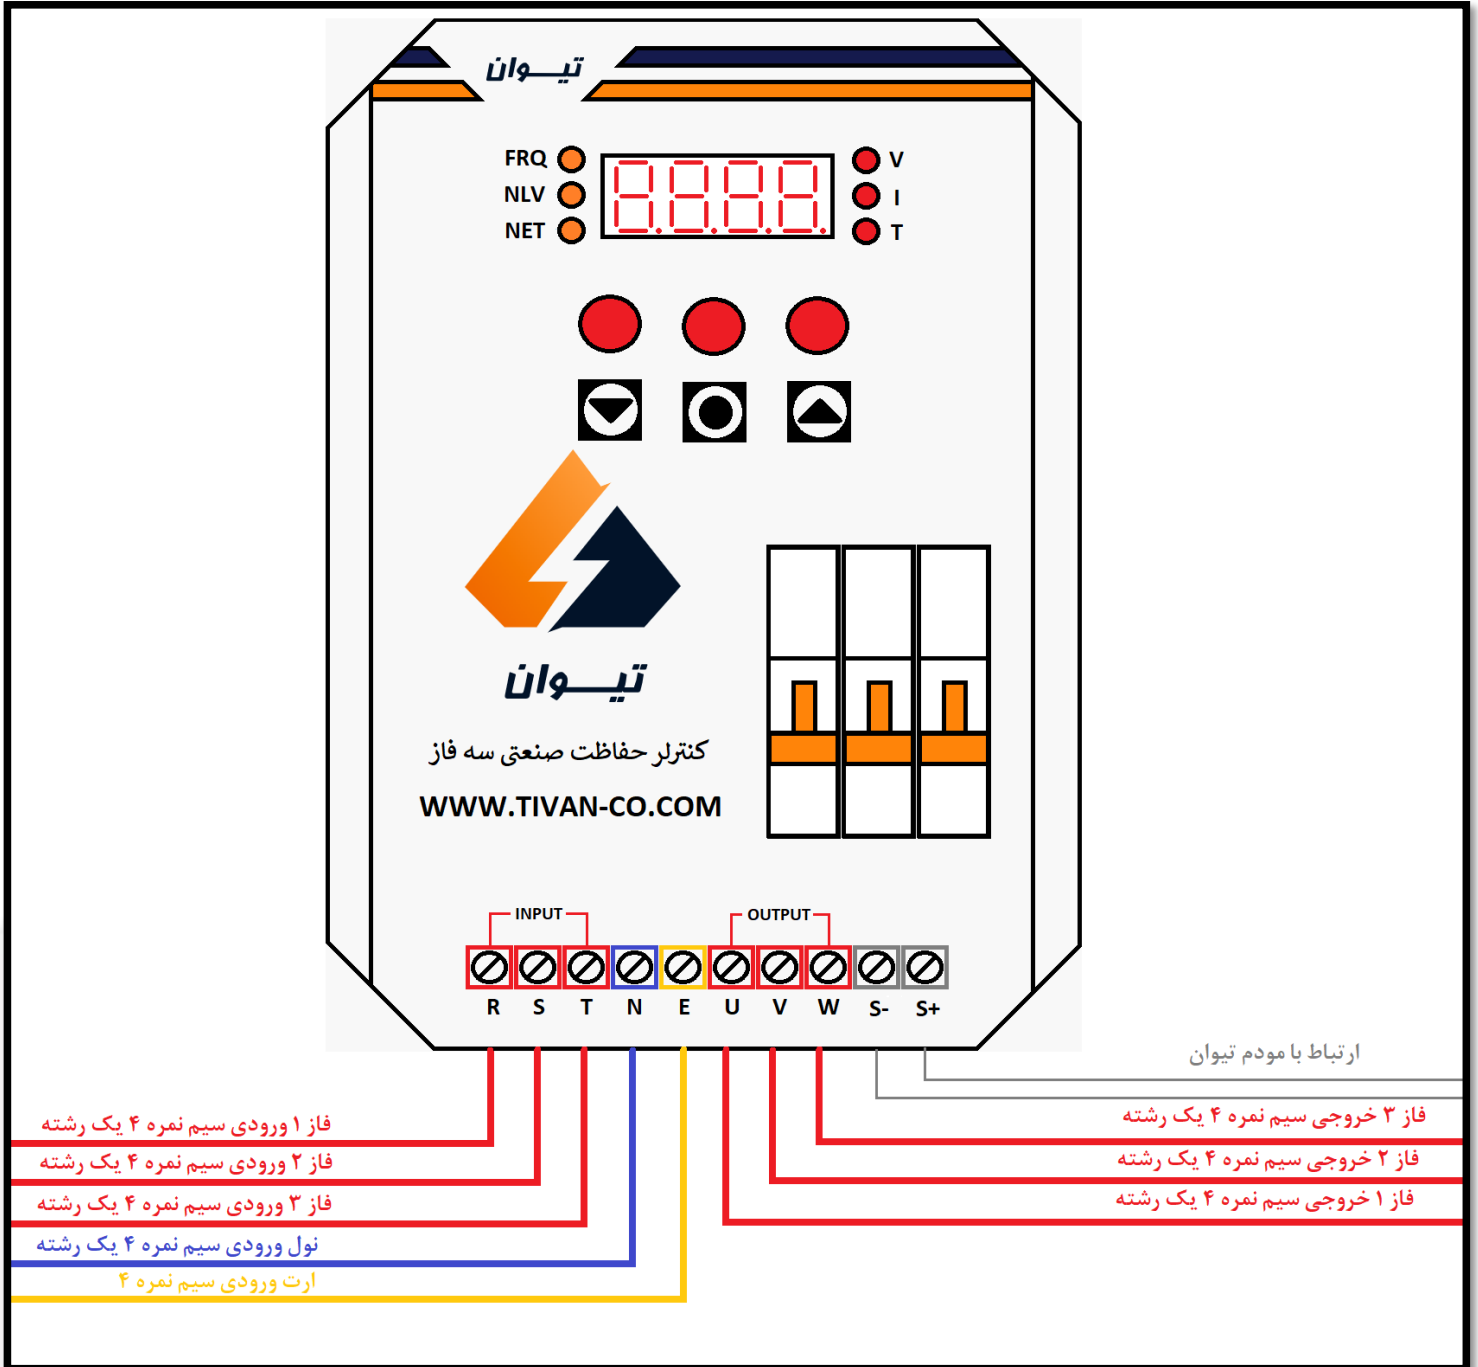 تیوان
FRQ
NLV
NET
V
I
T
تیوان
کنترلر حفاظت صنعتی سه فاز
WWW.TIVAN-CO.COM
INPUT
OUTPUT
R S T N E U V W S- S+
ارتباط با مودم تیوان
فاز ۱ ورودی سیم نمره ۴ یک رشته
فاز ۲ ورودی سیم نمره ۴ یک رشته
فاز ۳ ورودی سیم نمره ۴ یک رشته
نول ورودی سیم نمره ۴ یک رشته
ارت ورودی سیم نمره ۴
فاز ۳ خروجی سیم نمره ۴ یک رشته
فاز ۲ خروجی سیم نمره ۴ یک رشته
فاز ۱ خروجی سیم نمره ۴ یک رشته